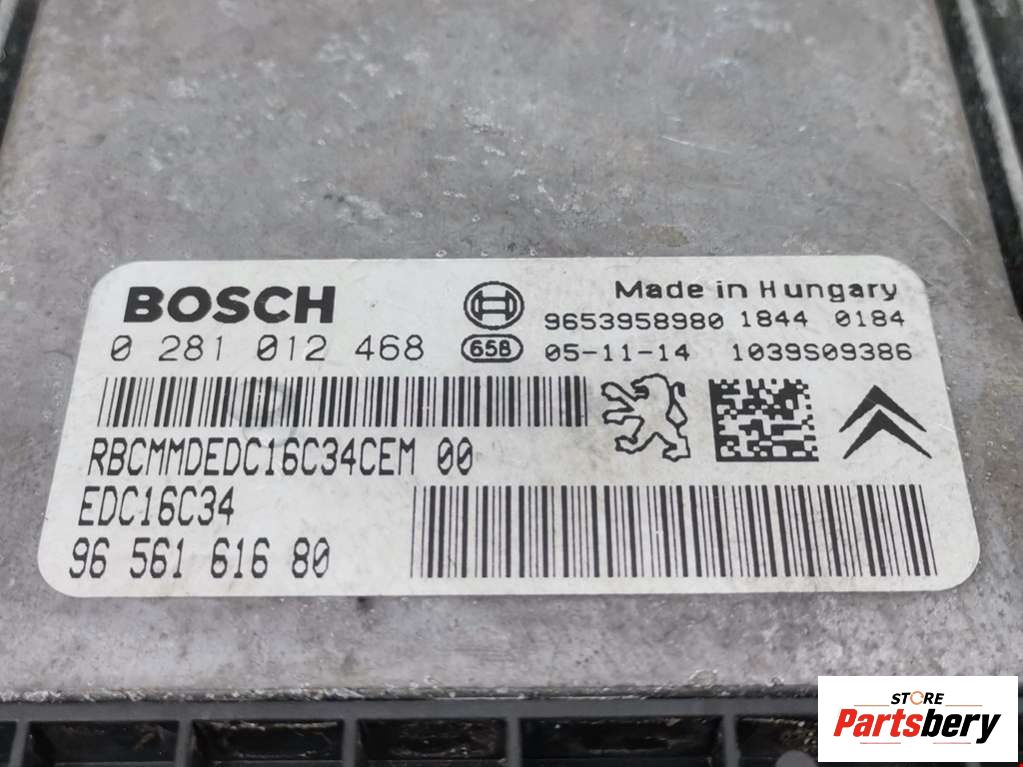 BOSCH
Made in Hungary
9653958980 1844 0184
0 281 012 468 658 05-11-14 1039S09386
RBCMMDEDC16C34CEM 00
EDC16C34
96 561 616 80
STORE
Partsbery